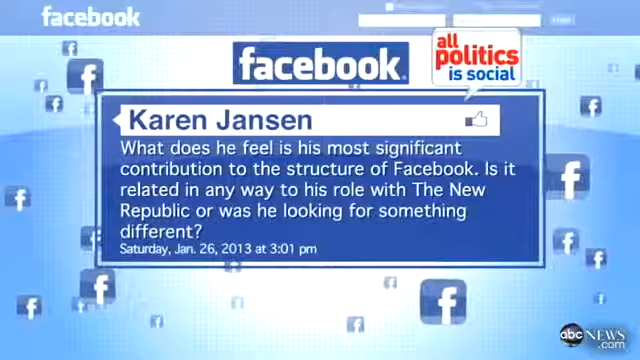 facebook
all
politics
is social
facebook
Karen Jansen
What does he feel is his most significant
contribution to the structure of Facebook. Is it
related in any way to his role with The New
Republic or was he looking for something
different?
Saturday, Jan. 26, 2013 at 3:01 pm
abc NEWS
.com